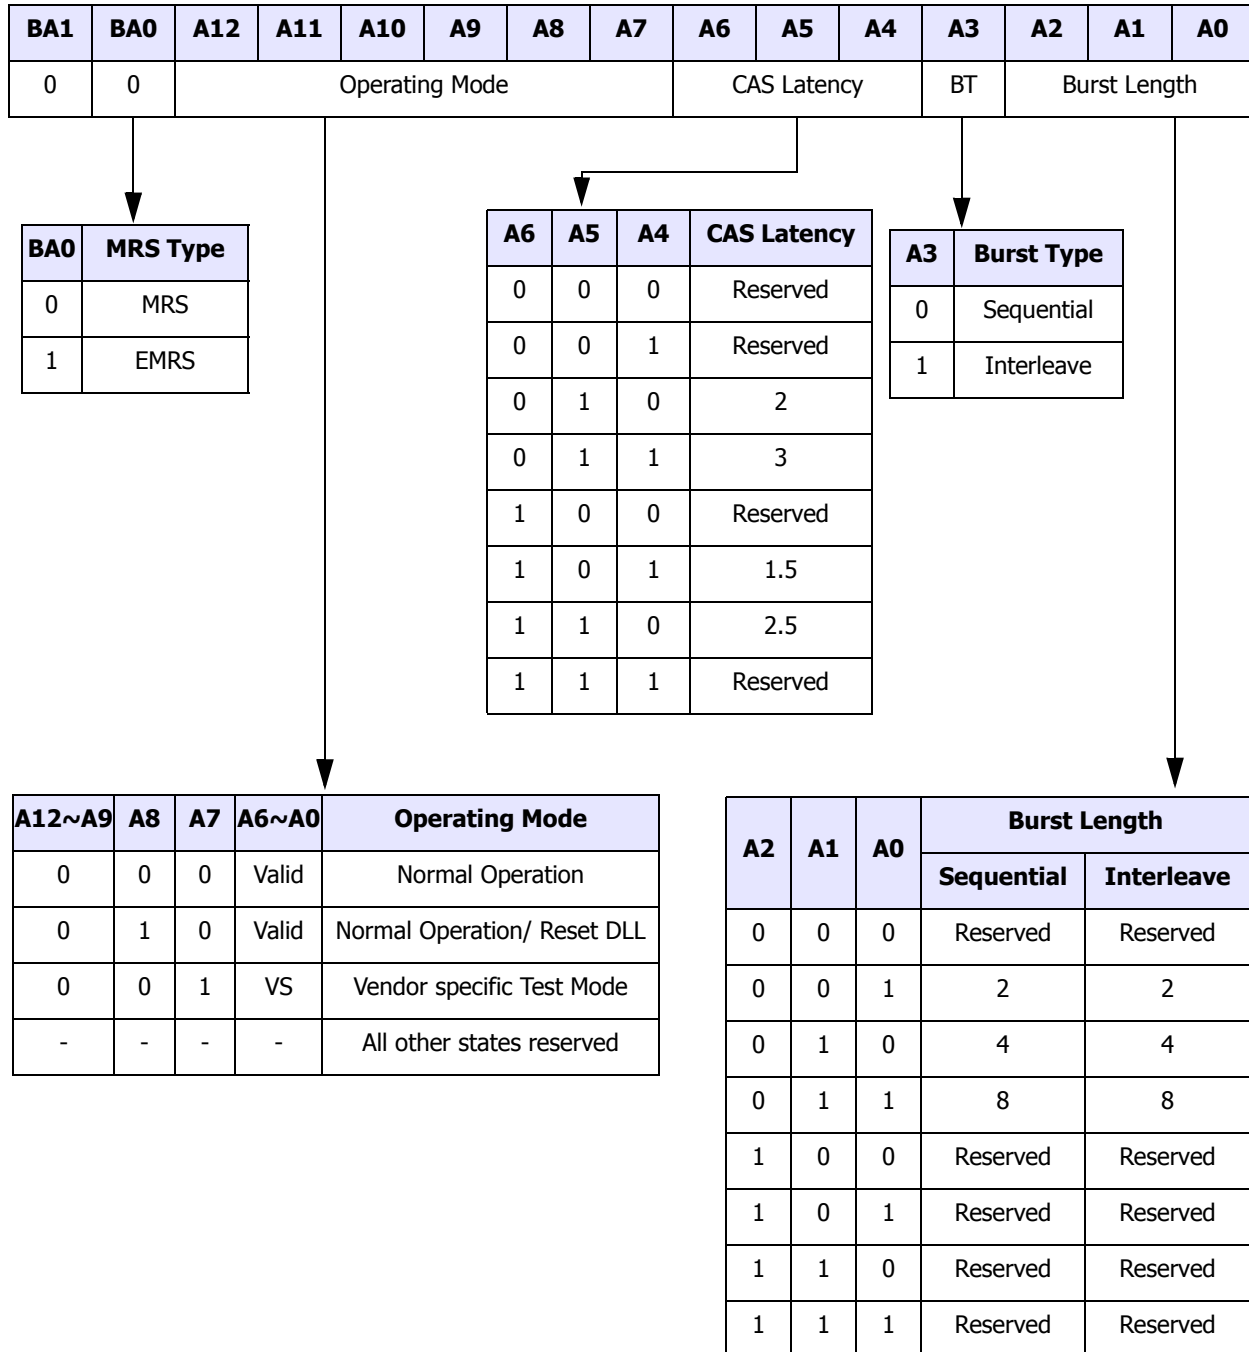 BA1 BA0 A12 A11 A10 A9 A8 A7 A6 A5 A4 A3 A2 A1 A0
0 0 Operating Mode CAS Latency BT Burst Length
BA0 MRS Type
0 MRS
1 EMRS
A6 A5 A4 CAS Latency
0 0 0 Reserved
0 0 1 Reserved
0 1 0 2
0 1 1 3
1 0 0 Reserved
1 0 1 1.5
1 1 0 2.5
1 1 1 Reserved
A3 Burst Type
0 Sequential
1 Interleave
A12~A9 A8 A7 A6~A0 Operating Mode
0 0 0 Valid Normal Operation
0 1 0 Valid Normal Operation/ Reset DLL
0 0 1 VS Vendor specific Test Mode
- - - - All other states reserved
A2 A1 A0 Burst Length
Sequential Interleave
0 0 0 Reserved Reserved
0 0 1 2 2
0 1 0 4 4
0 1 1 8 8
1 0 0 Reserved Reserved
1 0 1 Reserved Reserved
1 1 0 Reserved Reserved
1 1 1 Reserved Reserved